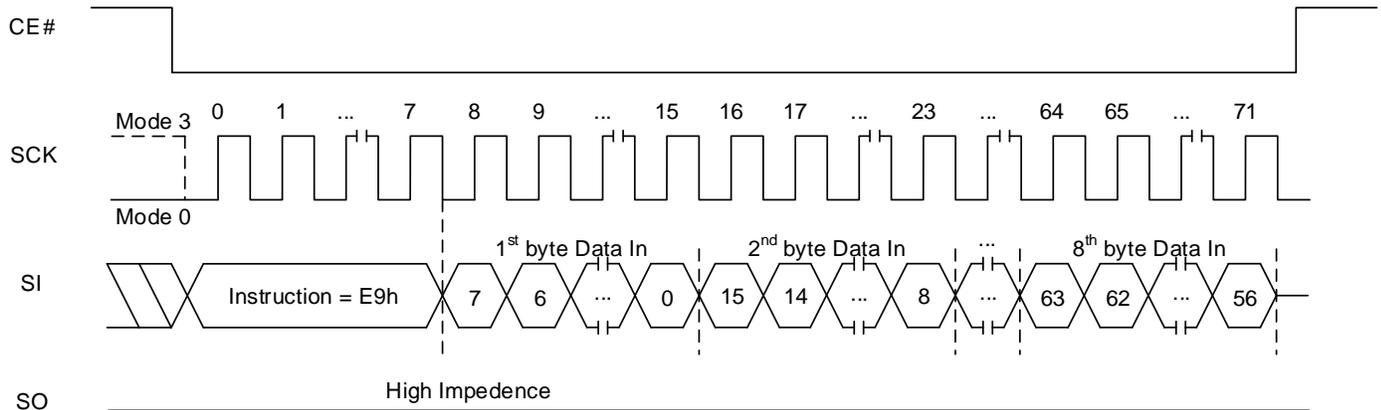 CE#
0 1 ... 7 8 9 ... 15 16 17 ... 23 ... 64 65 ... 71
Mode 3
SCK
Mode 0
1st byte Data In 2nd byte Data In ... 8th byte Data In
SI
Instruction = E9h 7 6 ... 0 15 14 ... 8 ... 63 62 ... 56
High Impedence
SO